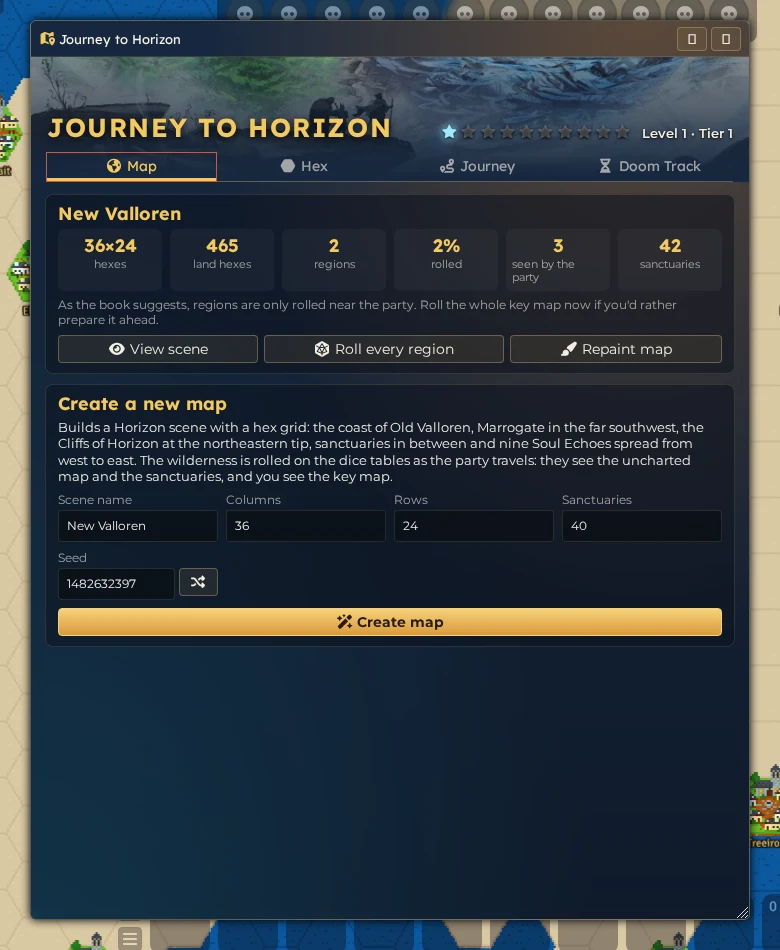 Journey to Horizon
JOURNEY TO HORIZON
Level 1 · Tier 1
Map
Hex
Journey
Doom Track
New Valloren
36×24
hexes
465
land hexes
2
regions
2%
rolled
3
seen by the
party
42
sanctuaries
As the book suggests, regions are only rolled near the party. Roll the whole key map now if you'd rather
prepare it ahead.
View scene
Roll every region
Repaint map
Create a new map
Builds a Horizon scene with a hex grid: the coast of Old Valloren, Marrogate in the far southwest, the
Cliffs of Horizon at the northeastern tip, sanctuaries in between and nine Soul Echoes spread from
west to east. The wilderness is rolled on the dice tables as the party travels: they see the uncharted
map and the sanctuaries, and you see the key map.
Scene name
Columns
Rows
Sanctuaries
New Valloren
36
24
40
Seed
1482632397
Create map
0